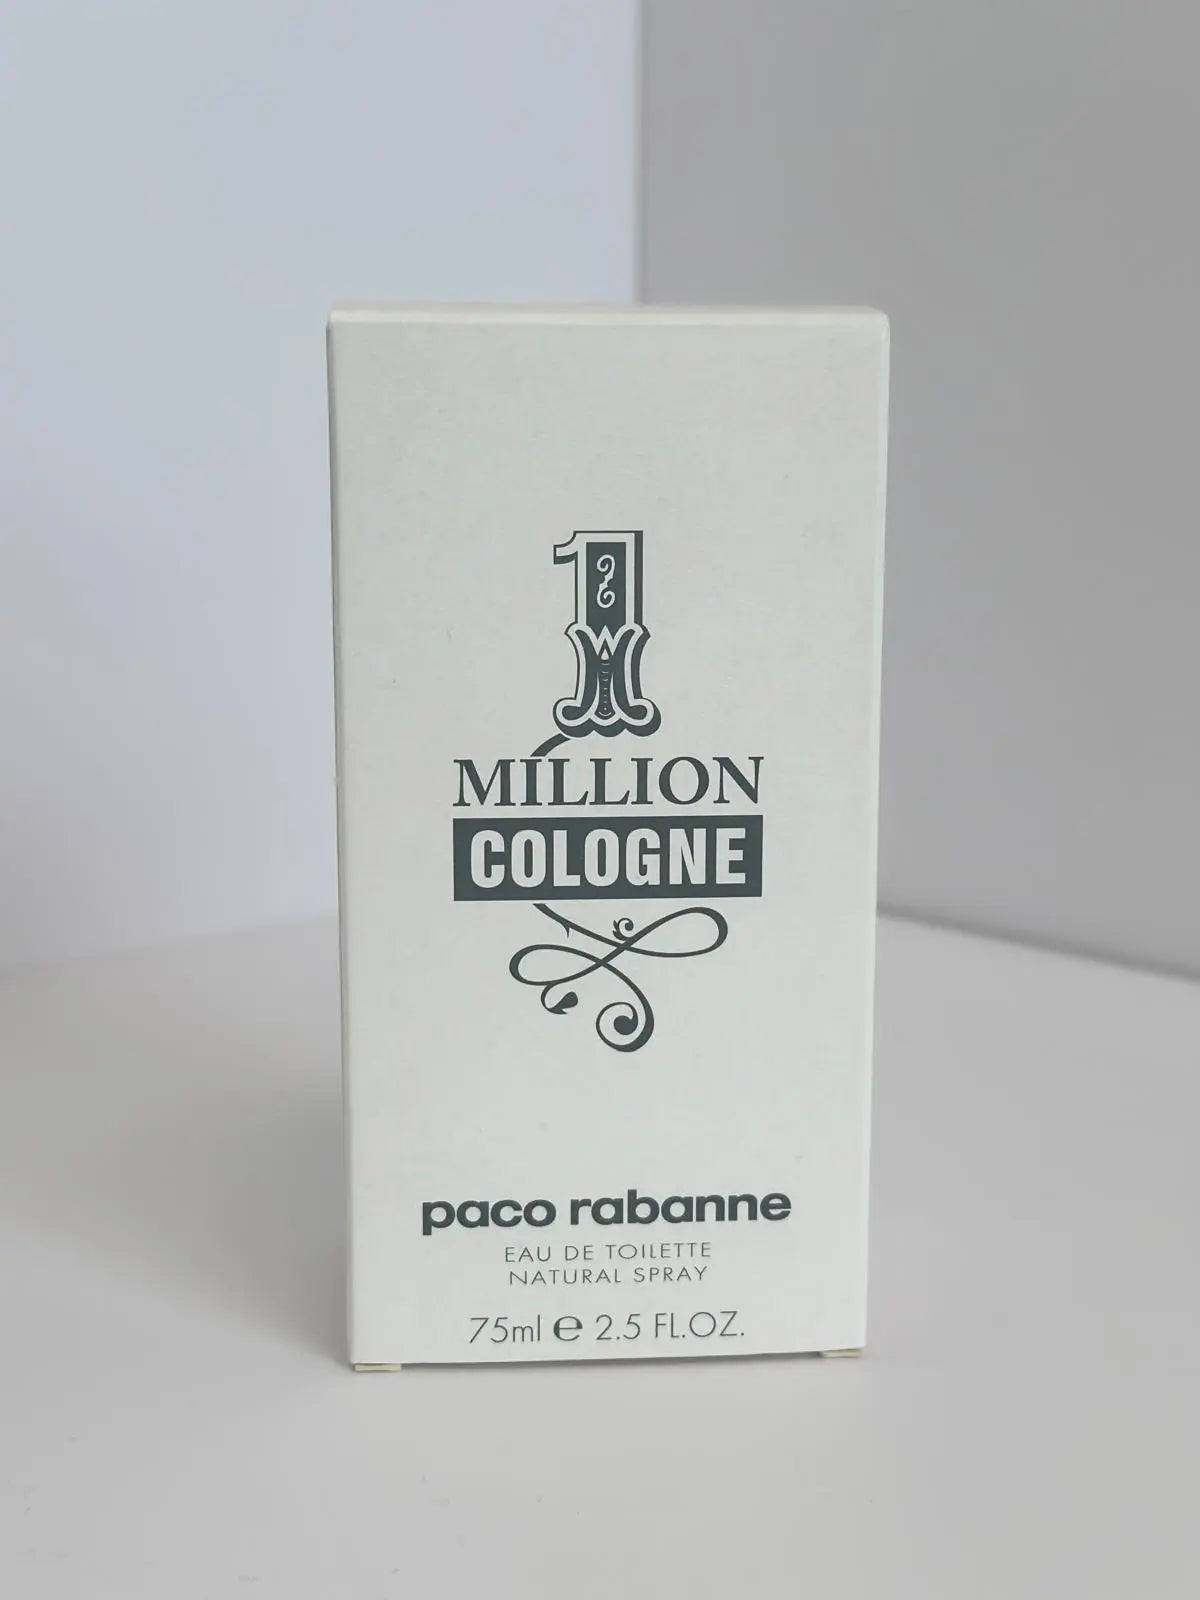 1
MILLION
COLOGNE
paco rabanne
EAU DE TOILETTE
NATURAL SPRAY
75ml ℮ 2.5 FL.OZ.